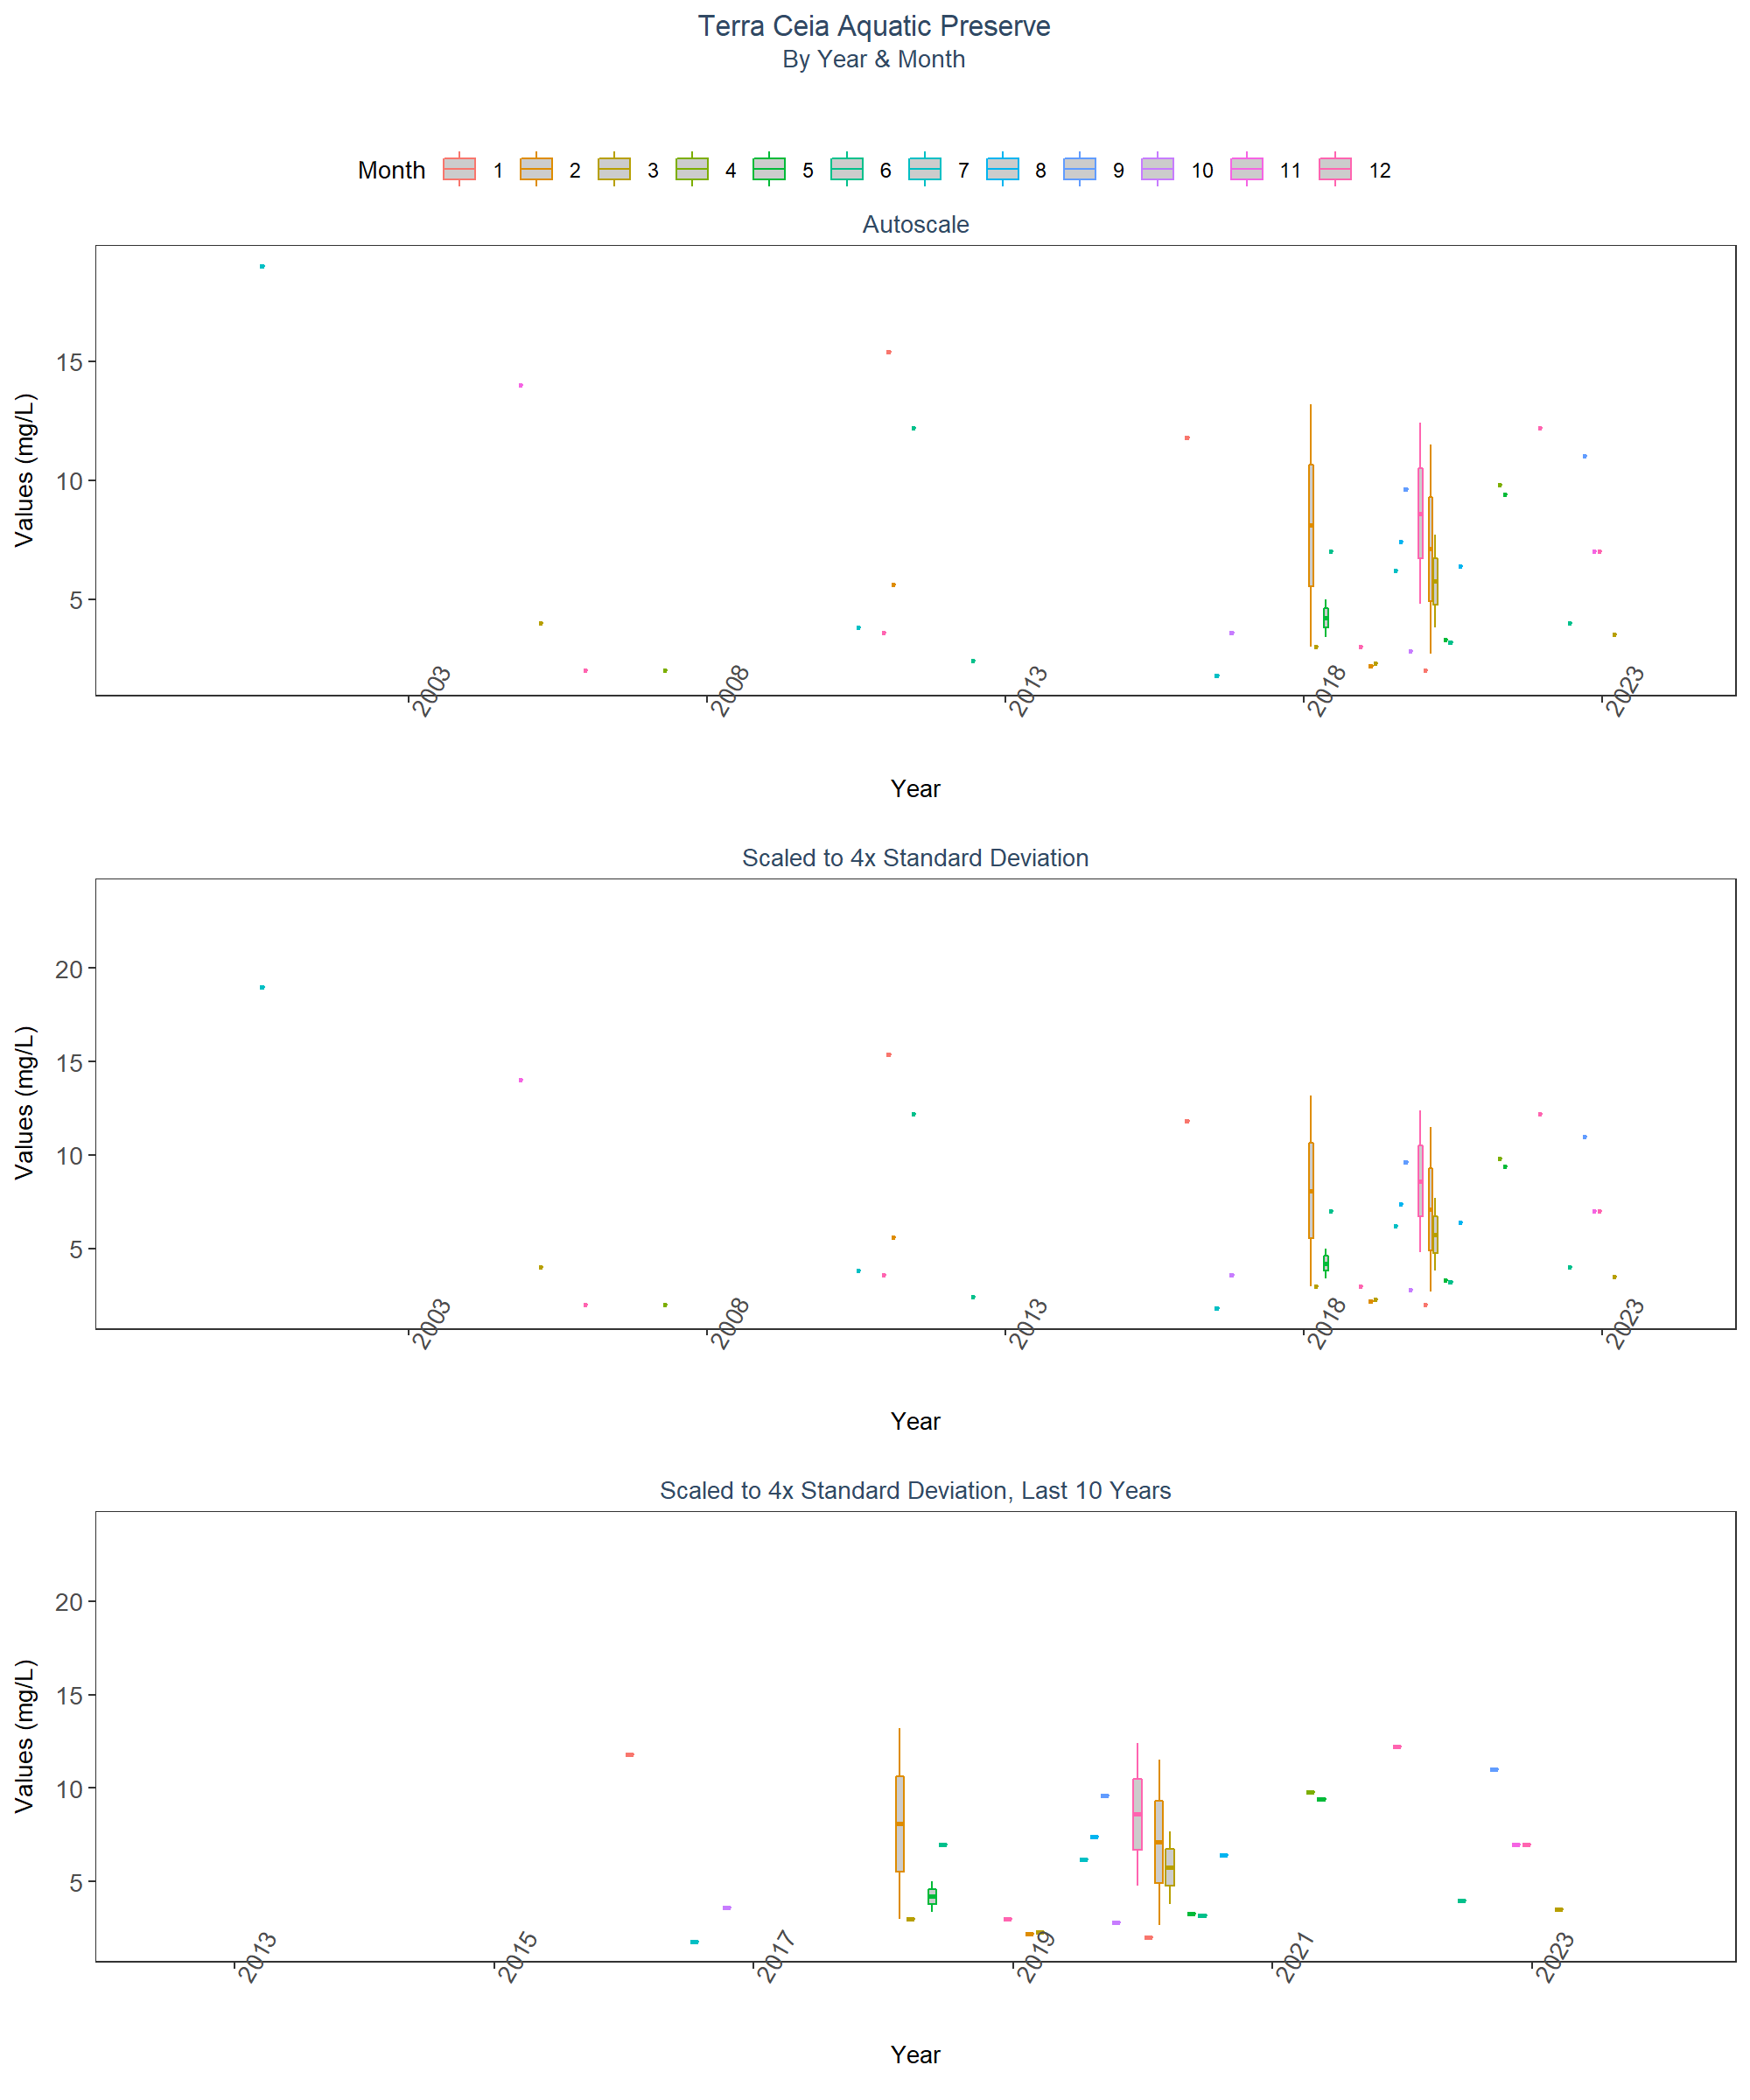 Terra Ceia Aquatic Preserve
By Year & Month
Month 1 2 3 4 5 6 7 8 9 10 11 12
Autoscale
Values (mg/L)
15
10
5
2003 2008 2013 2018 2023
Year
Scaled to 4x Standard Deviation
Values (mg/L)
20
15
10
5
2003 2008 2013 2018 2023
Year
Scaled to 4x Standard Deviation, Last 10 Years
Values (mg/L)
20
15
10
5
2013 2015 2017 2019 2021 2023
Year